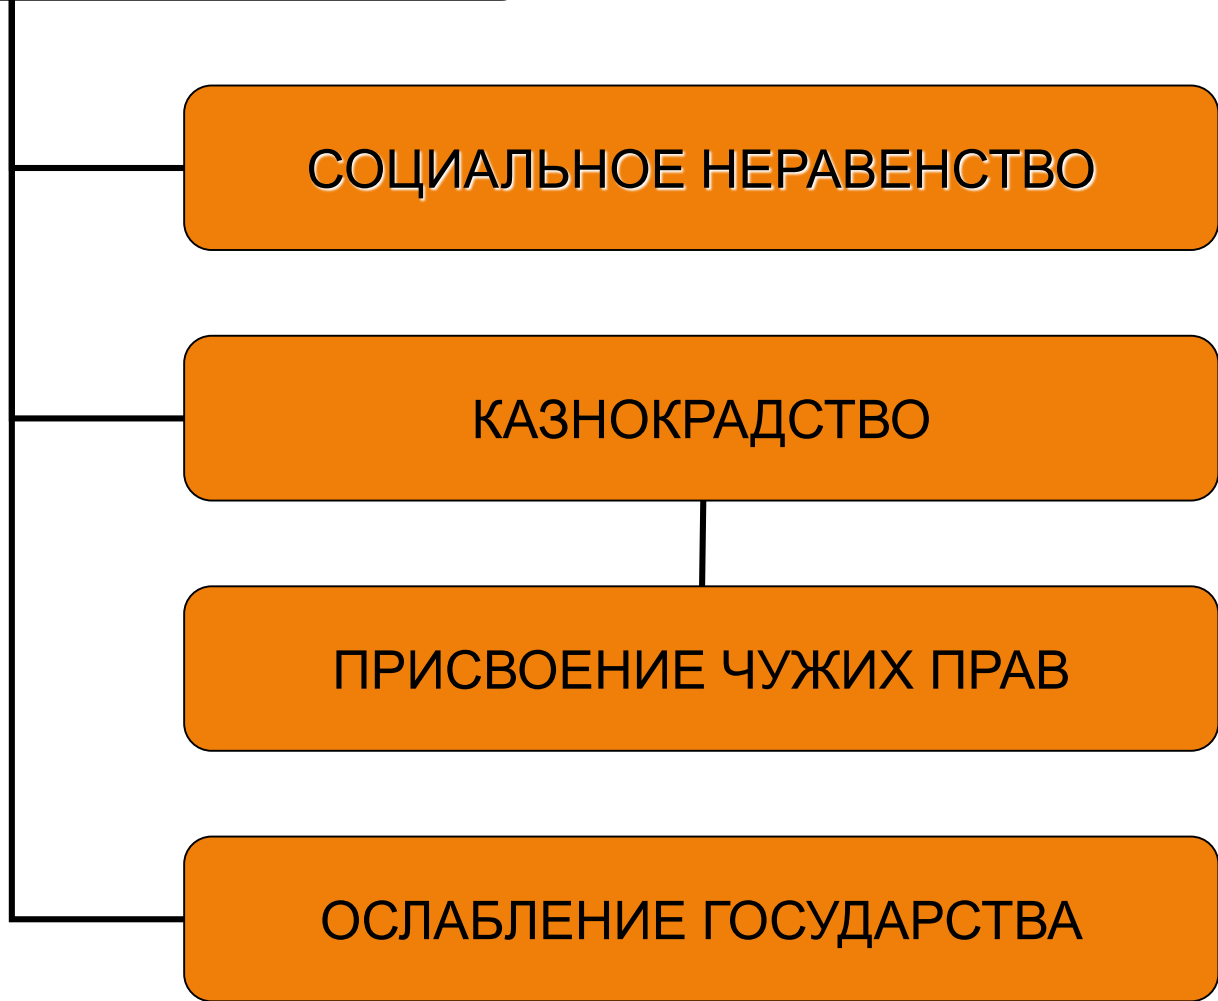 СОЦИАЛЬНОЕ НЕРАВЕНСТВО
КАЗНОКРАДСТВО
ПРИСВОЕНИЕ ЧУЖИХ ПРАВ
ОСЛАБЛЕНИЕ ГОСУДАРСТВА